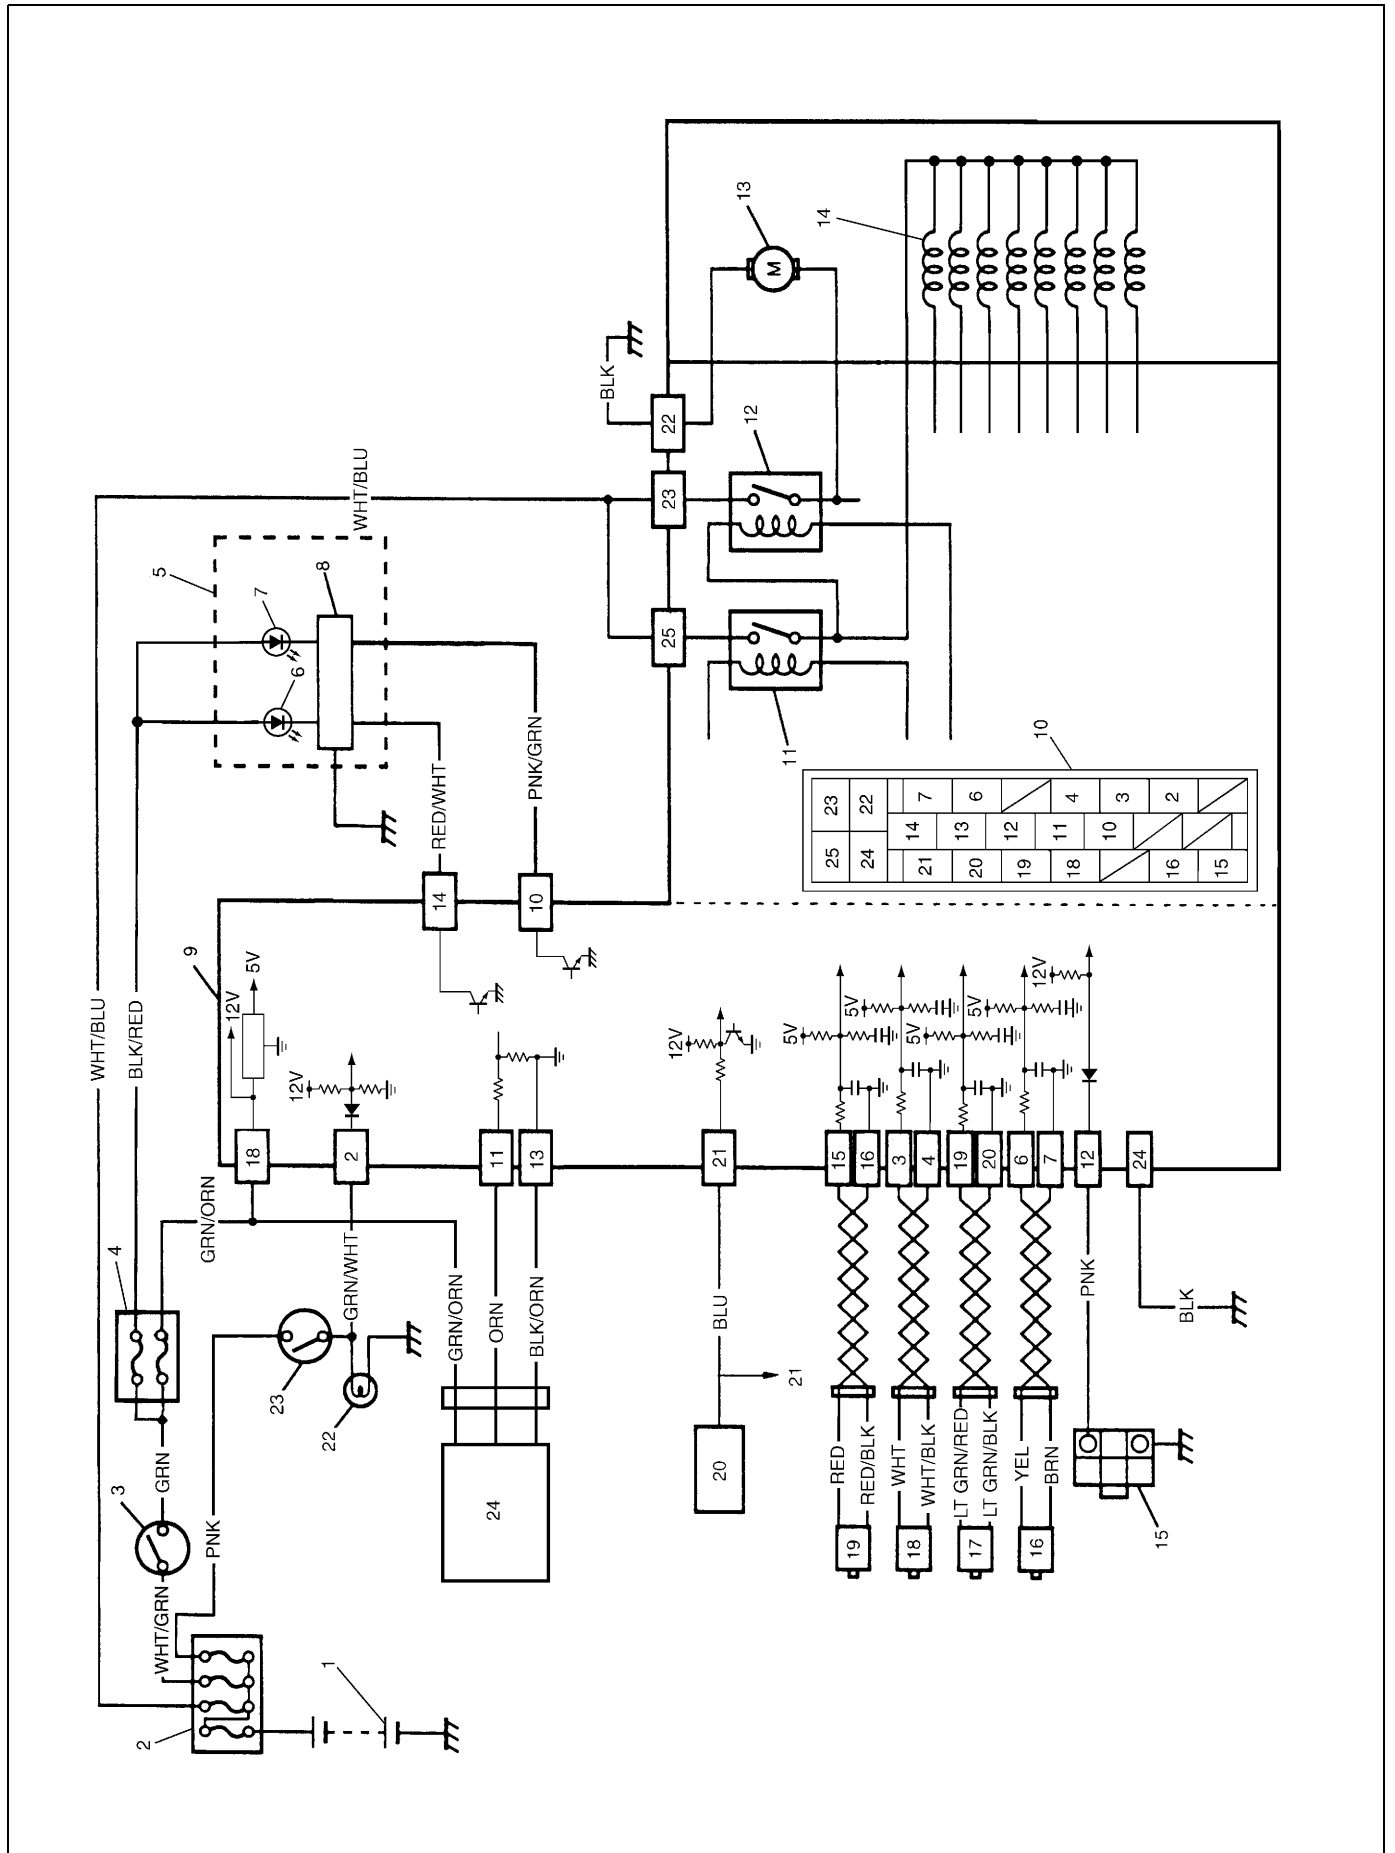 WHT/BLU
BLK/RED
GRN/ORN
WHT/BLU
5
7
6
8
RED/WHT
PNK/GRN
14
10
9
12V
5V
18
12V
2
11
13
12V
21
5V
5V
5V
5V
12V
15
16
3
4
19
20
6
7
12
24
BLK
22
23
25
13
M
14
12
11
10
23
22
7
6
4
3
2
14
13
12
11
10
25
24
21
20
19
18
16
15
4
3
GRN
WHT/GRN
PNK
2
1
23
22
GRN/WHT
GRN/ORN
ORN
BLK/ORN
24
BLU
21
20
RED
RED/BLK
WHT
WHT/BLK
LT GRN/RED
LT GRN/BLK
YEL
BRN
PNK
BLK
19
18
17
16
15